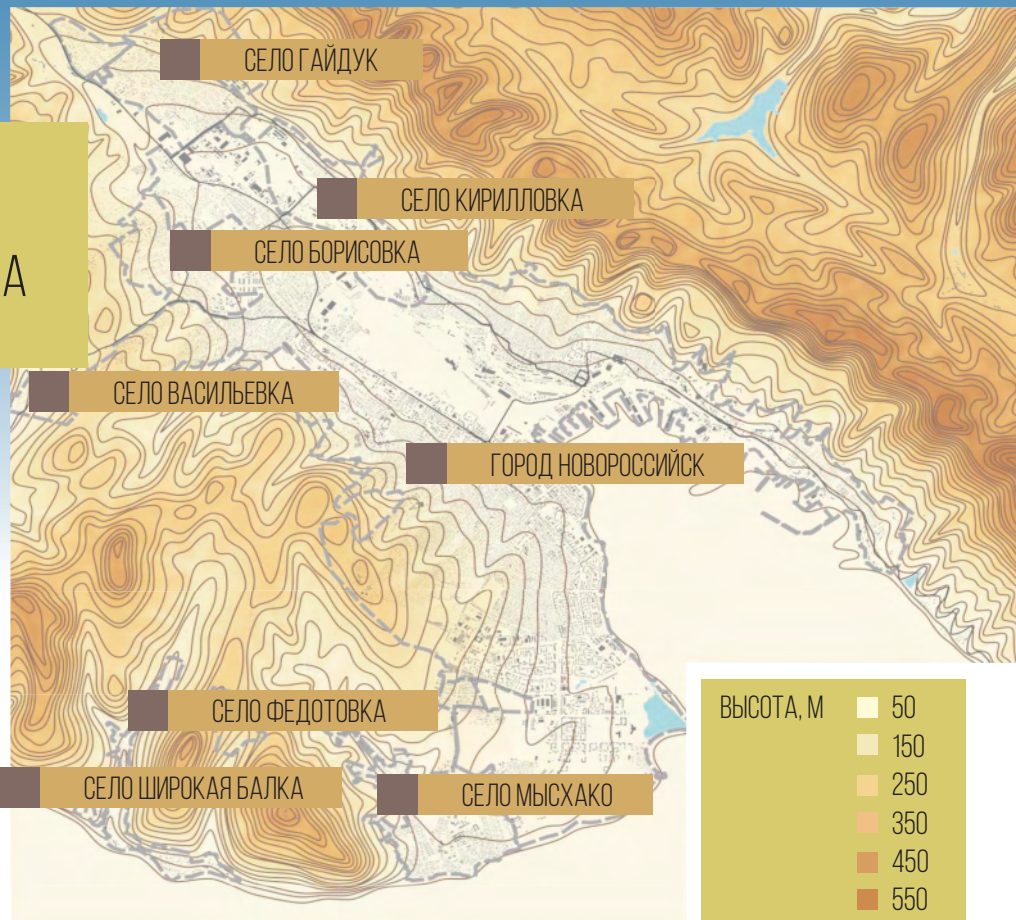 СЕЛО ГАЙДУК
СЕЛО КИРИЛЛОВКА
СЕЛО БОРИСОВКА
А
СЕЛО ВАСИЛЬЕВКА
ГОРОД НОВОРОССИЙСК
СЕЛО ФЕДОТОВКА
СЕЛО ШИРОКАЯ БАЛКА
СЕЛО МЫСХАКО
ВЫСОТА, М
50
150
250
350
450
550